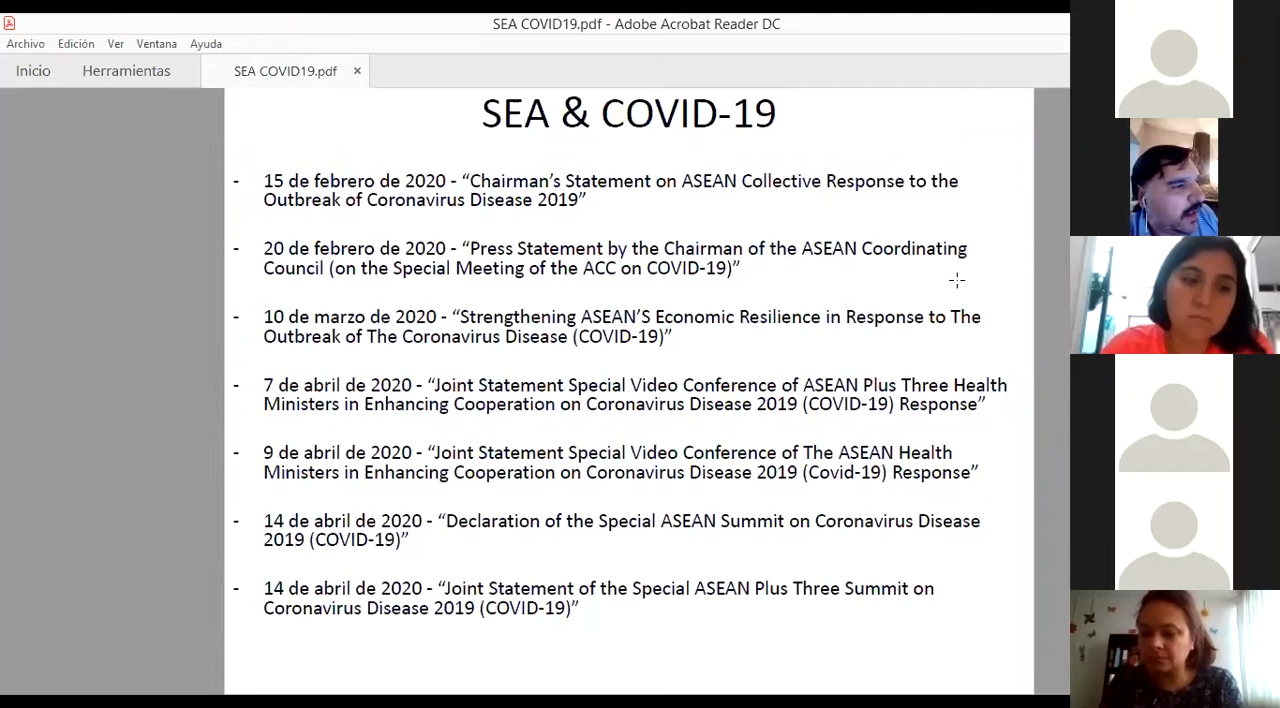 SEA COVID19.pdf - Adobe Acrobat Reader DC
Archivo Edición Ver Ventana Ayuda
Inicio Herramientas SEA COVID19.pdf ×
SEA & COVID-19
- 15 de febrero de 2020 - “Chairman’s Statement on ASEAN Collective Response to the
Outbreak of Coronavirus Disease 2019”
- 20 de febrero de 2020 - “Press Statement by the Chairman of the ASEAN Coordinating
Council (on the Special Meeting of the ACC on COVID-19)”
- 10 de marzo de 2020 - “Strengthening ASEAN’S Economic Resilience in Response to The
Outbreak of The Coronavirus Disease (COVID-19)”
- 7 de abril de 2020 - “Joint Statement Special Video Conference of ASEAN Plus Three Health
Ministers in Enhancing Cooperation on Coronavirus Disease 2019 (COVID-19) Response”
- 9 de abril de 2020 - “Joint Statement Special Video Conference of The ASEAN Health
Ministers in Enhancing Cooperation on Coronavirus Disease 2019 (Covid-19) Response”
- 14 de abril de 2020 - “Declaration of the Special ASEAN Summit on Coronavirus Disease
2019 (COVID-19)”
- 14 de abril de 2020 - “Joint Statement of the Special ASEAN Plus Three Summit on
Coronavirus Disease 2019 (COVID-19)”